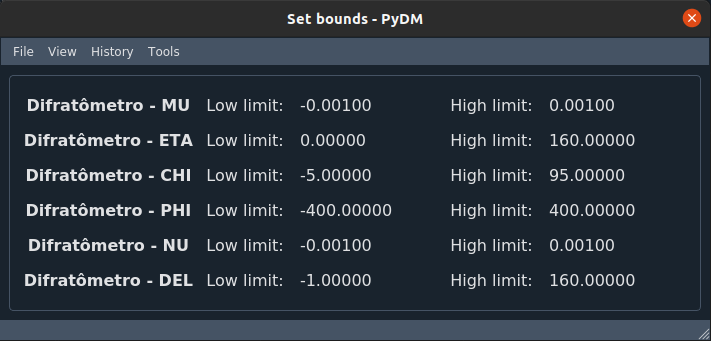 Set bounds - PyDM
File View History Tools
Difratômetro - MU Low limit: -0.00100 High limit: 0.00100
Difratômetro - ETA Low limit: 0.00000 High limit: 160.00000
Difratômetro - CHI Low limit: -5.00000 High limit: 95.00000
Difratômetro - PHI Low limit: -400.00000 High limit: 400.00000
Difratômetro - NU Low limit: -0.00100 High limit: 0.00100
Difratômetro - DEL Low limit: -1.00000 High limit: 160.00000